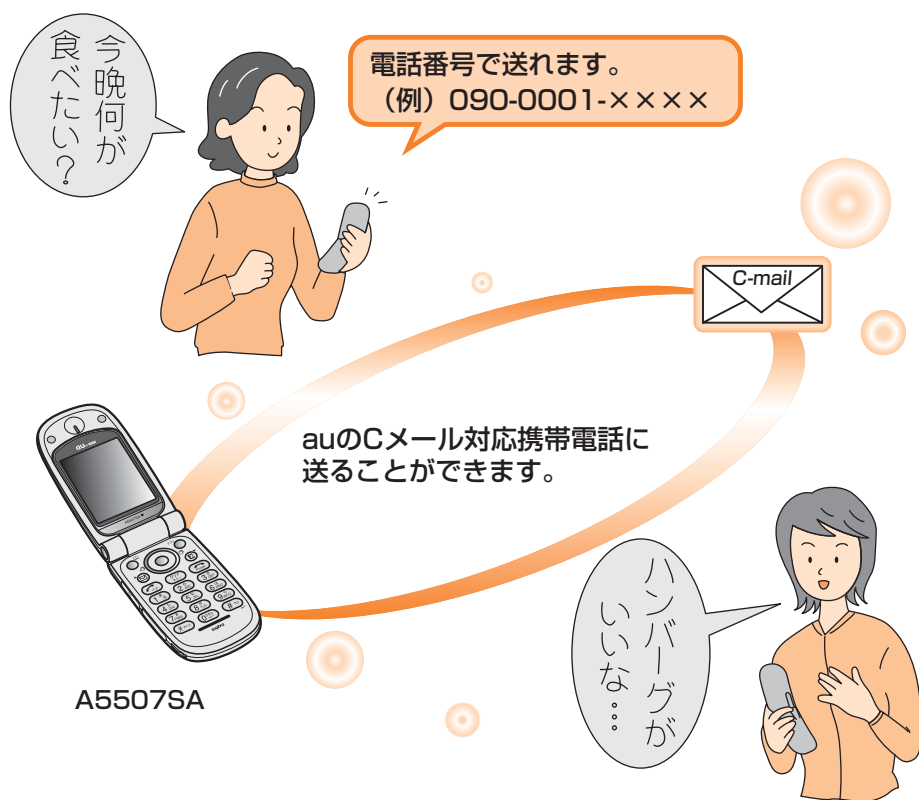 今晩何が
食べたい？
電話番号で送れます。
（例）090-0001-××××
C-mail
auのCメール対応携帯電話に
送ることができます。
ハンバーグが
いいな…
A5507SA